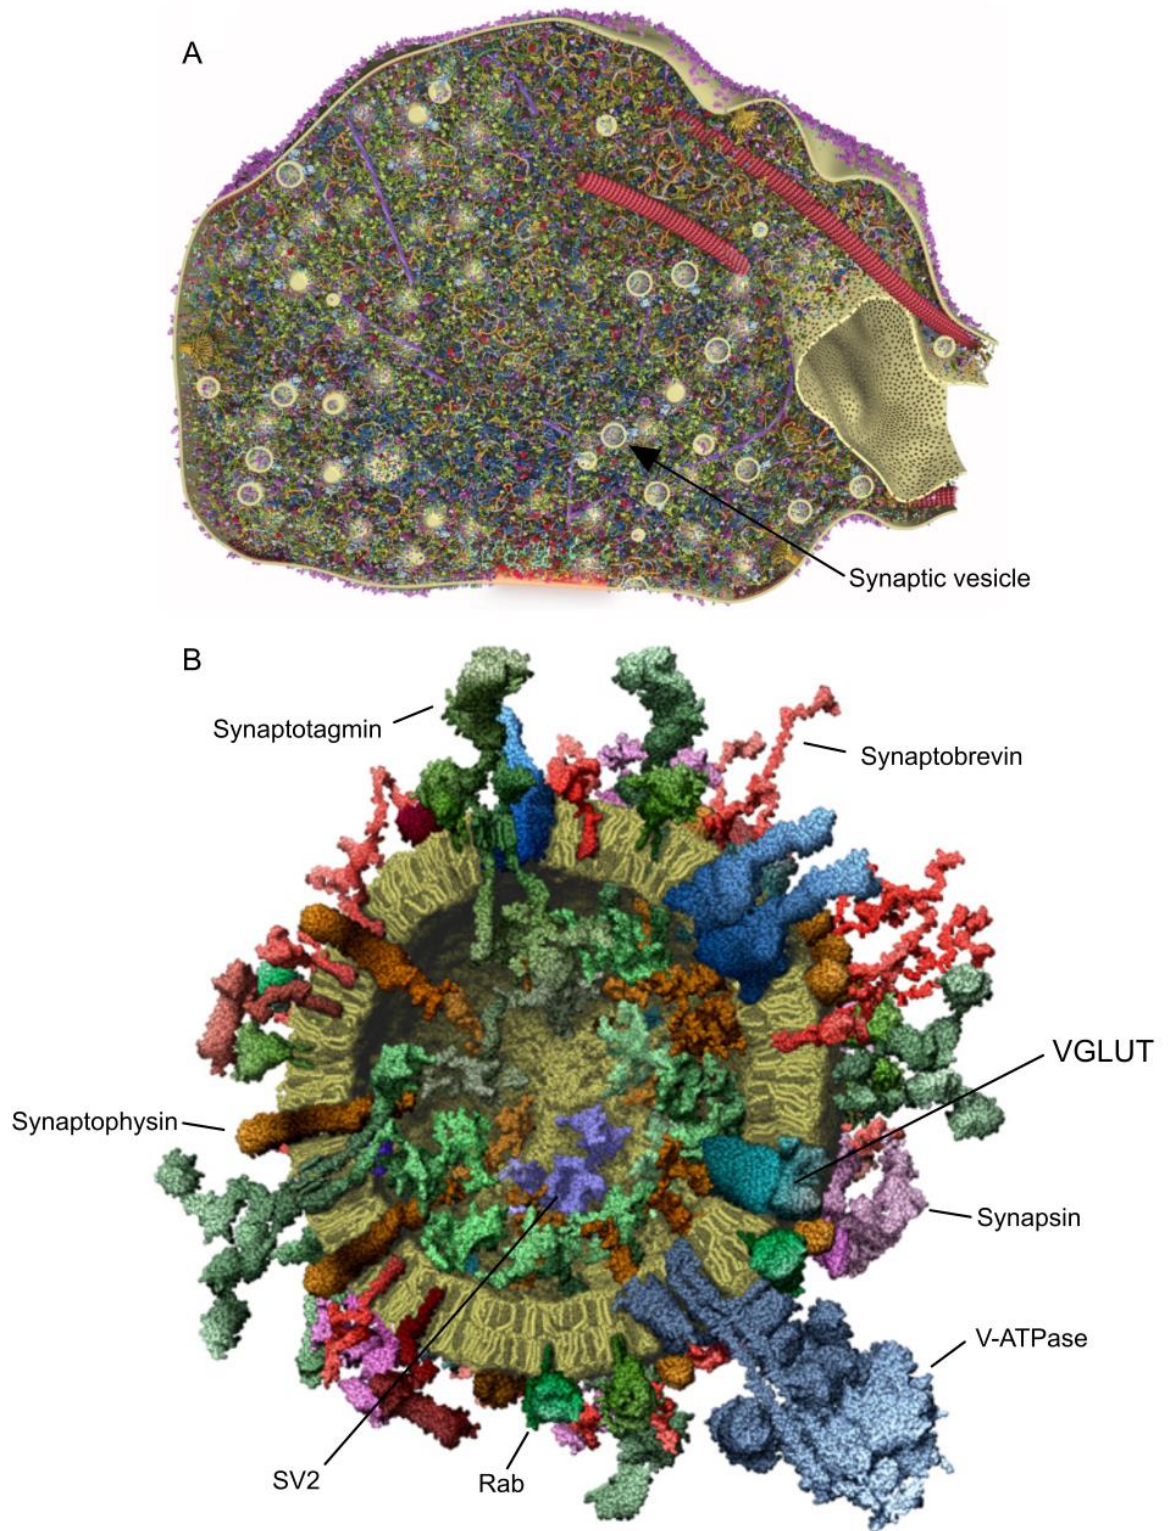 A
Synaptic vesicle
B
Synaptotagmin
Synaptobrevin
VGLUT
Synaptophysin
Synapsin
V-ATPase
SV2
Rab